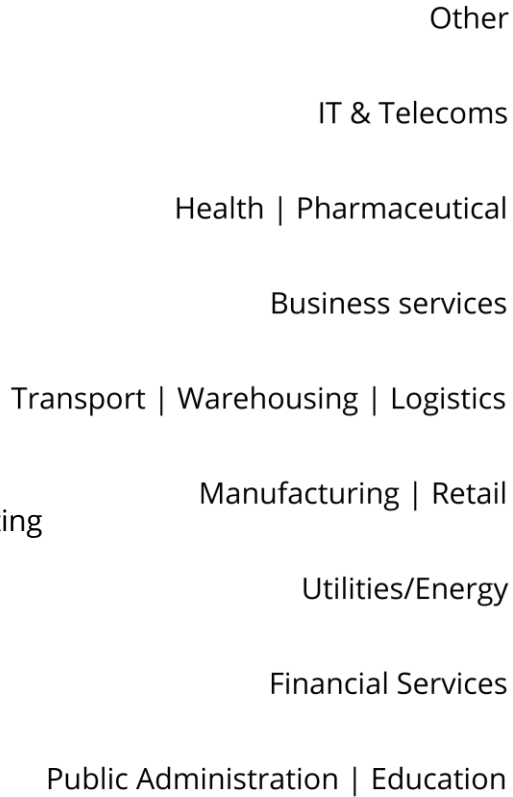 Other
IT & Telecoms
Health | Pharmaceutical
Business services
Transport | Warehousing | Logistics
Manufacturing | Retail
Utilities/Energy
Financial Services
Public Administration | Education